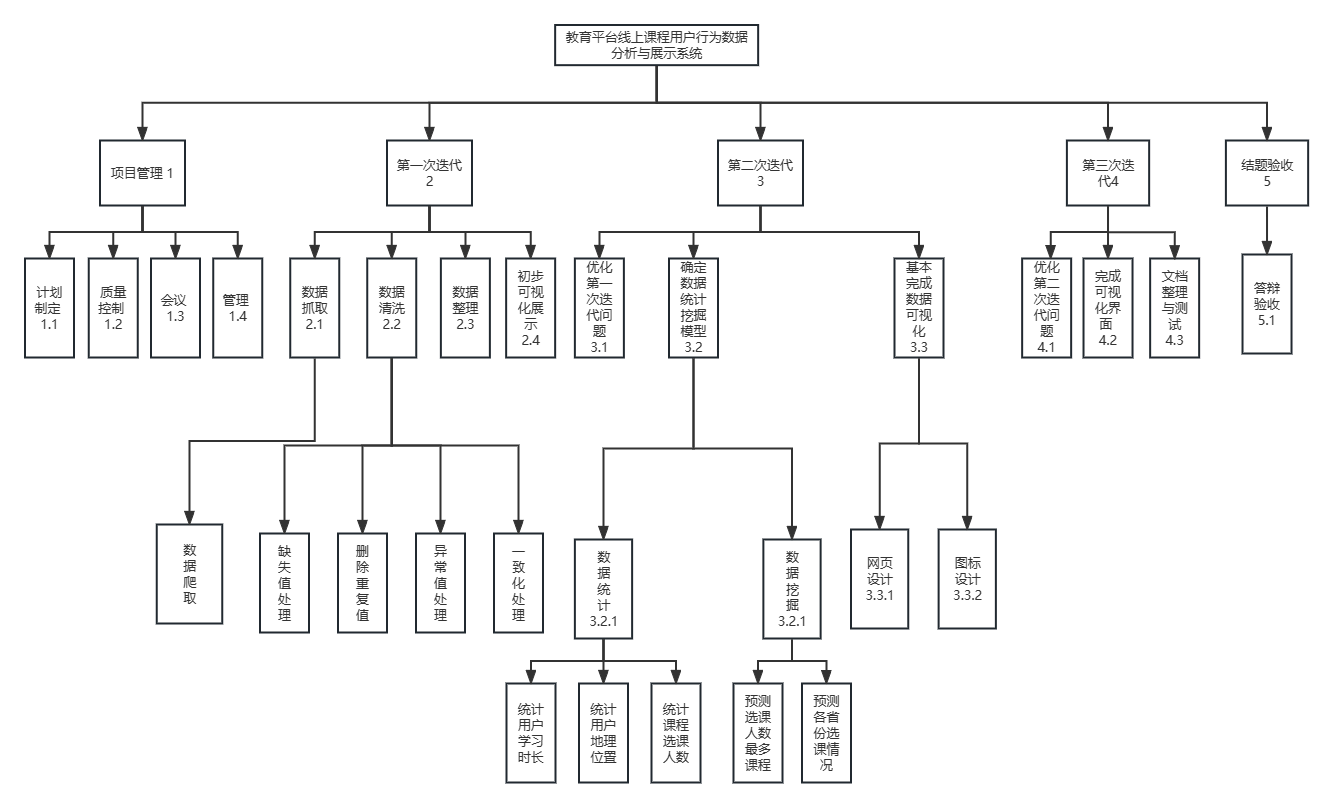 教育平台线上课程用户行为数据
分析与展示系统
项目管理 1
第一次迭代
2
第二次迭代
3
第三次迭
代4
结题验收
5
计划
制定
1.1
质量
控制
1.2
会议
1.3
管理
1.4
数据
抓取
2.1
数据
清洗
2.2
数据
整理
2.3
初步
可视
化展
示
2.4
优化
第一
次迭
代问
题
3.1
确定
数据
统计
挖掘
模型
3.2
基本
完成
数据
可视
化
3.3
优化
第二
次迭
代问
题
4.1
完成
可视
化界
面
4.2
文档
整理
与测
试
4.3
答辩
验收
5.1
数
据
爬
取
缺
失
值
处
理
删
除
重
复
值
异
常
值
处
理
一
致
化
处
理
数
据
统
计
3.2.1
数
据
挖
掘
3.2.1
网页
设计
3.3.1
图标
设计
3.3.2
统计
用户
学习
时长
统计
用户
地理
位置
统计
课程
选课
人数
预测
选课
人数
最多
课程
预测
各省
份选
课情
况